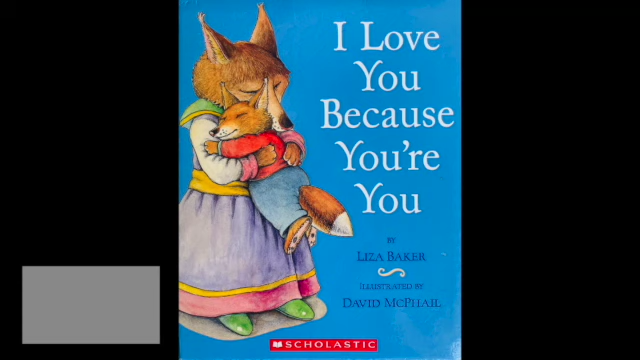 I Love
You
Because
You're
You
BY
LIZA BAKER
ILLUSTRATED BY
DAVID MCPHAIL
SCHOLASTIC